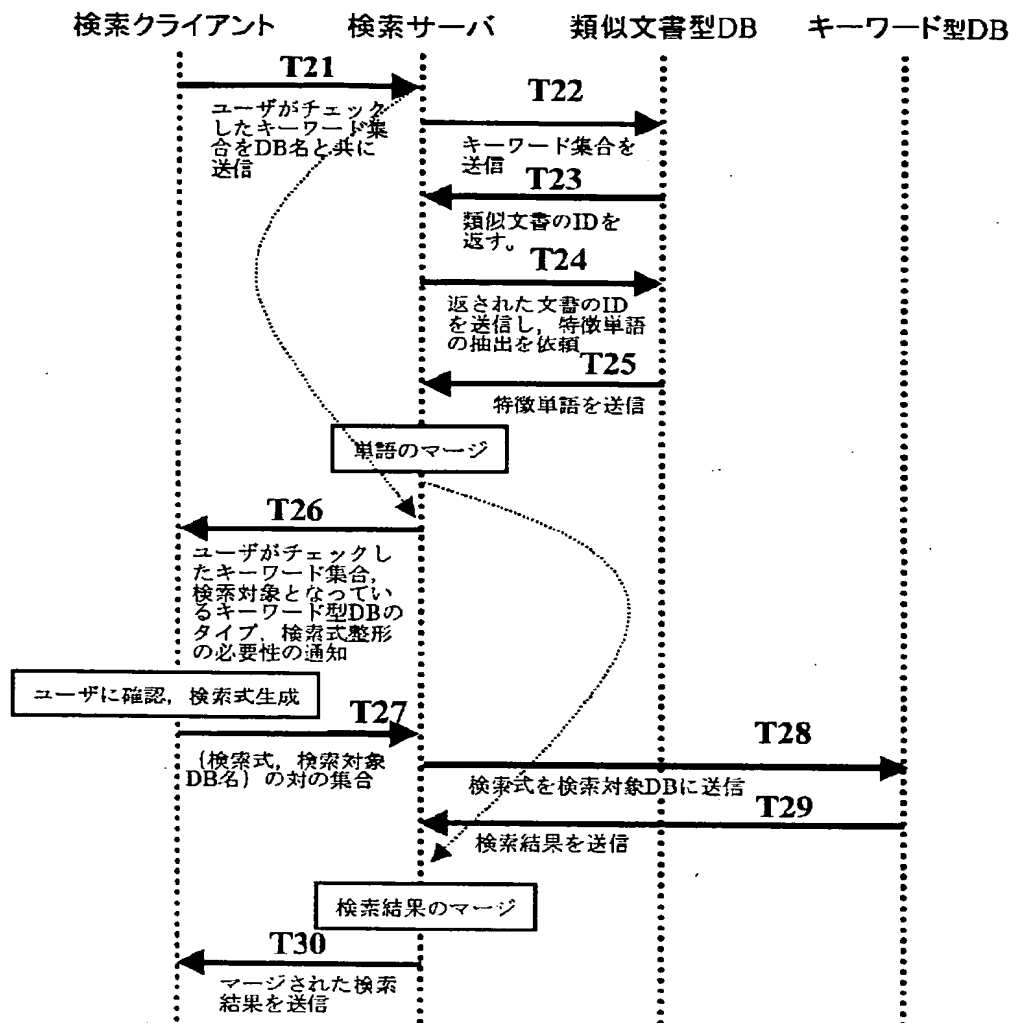 検索クライアント
検索サーバ
類似文書型DB
キーワード型DB
T21
ユーザがチェック
したキーワード集
合をDB名と共に
送信
T22
キーワード集合を
送信
T23
類似文書のIDを
返す。
T24
返された文書のID
を送信し，特徴単語
の抽出を依頼
T25
特徴単語を送信
単語のマージ
T26
ユーザがチェックし
たキーワード集合，
検索対象となってい
るキーワード型DBの
タイプ，検索式整形
の必要性の通知
ユーザに確認，検索式生成
T27
（検索式，検索対象
DB名）の対の集合
T28
検索式を検索対象DBに送信
T29
検索結果を送信
検索結果のマージ
T30
マージされた検索
結果を送信